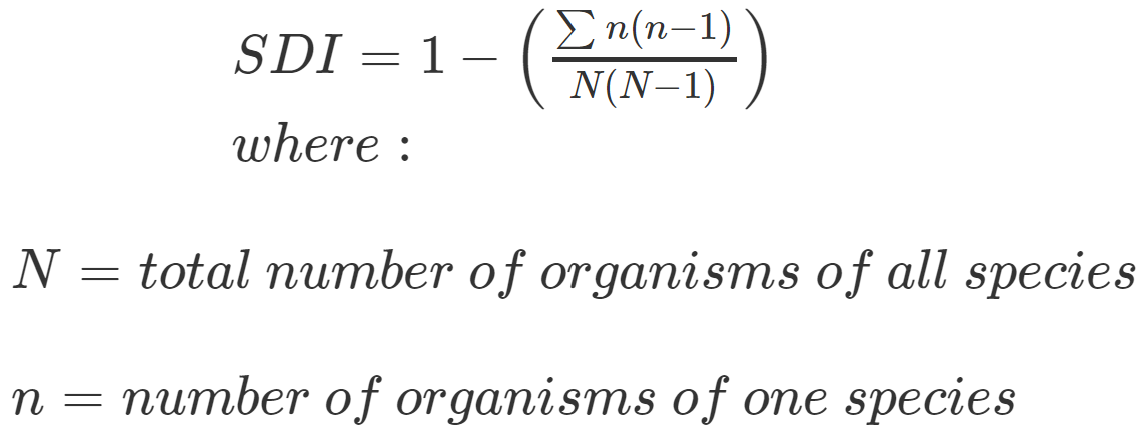 SDI = 1 − (∑ n(n−1) / N(N−1))
where :
N = total number of organisms of all species
n = number of organisms of one species